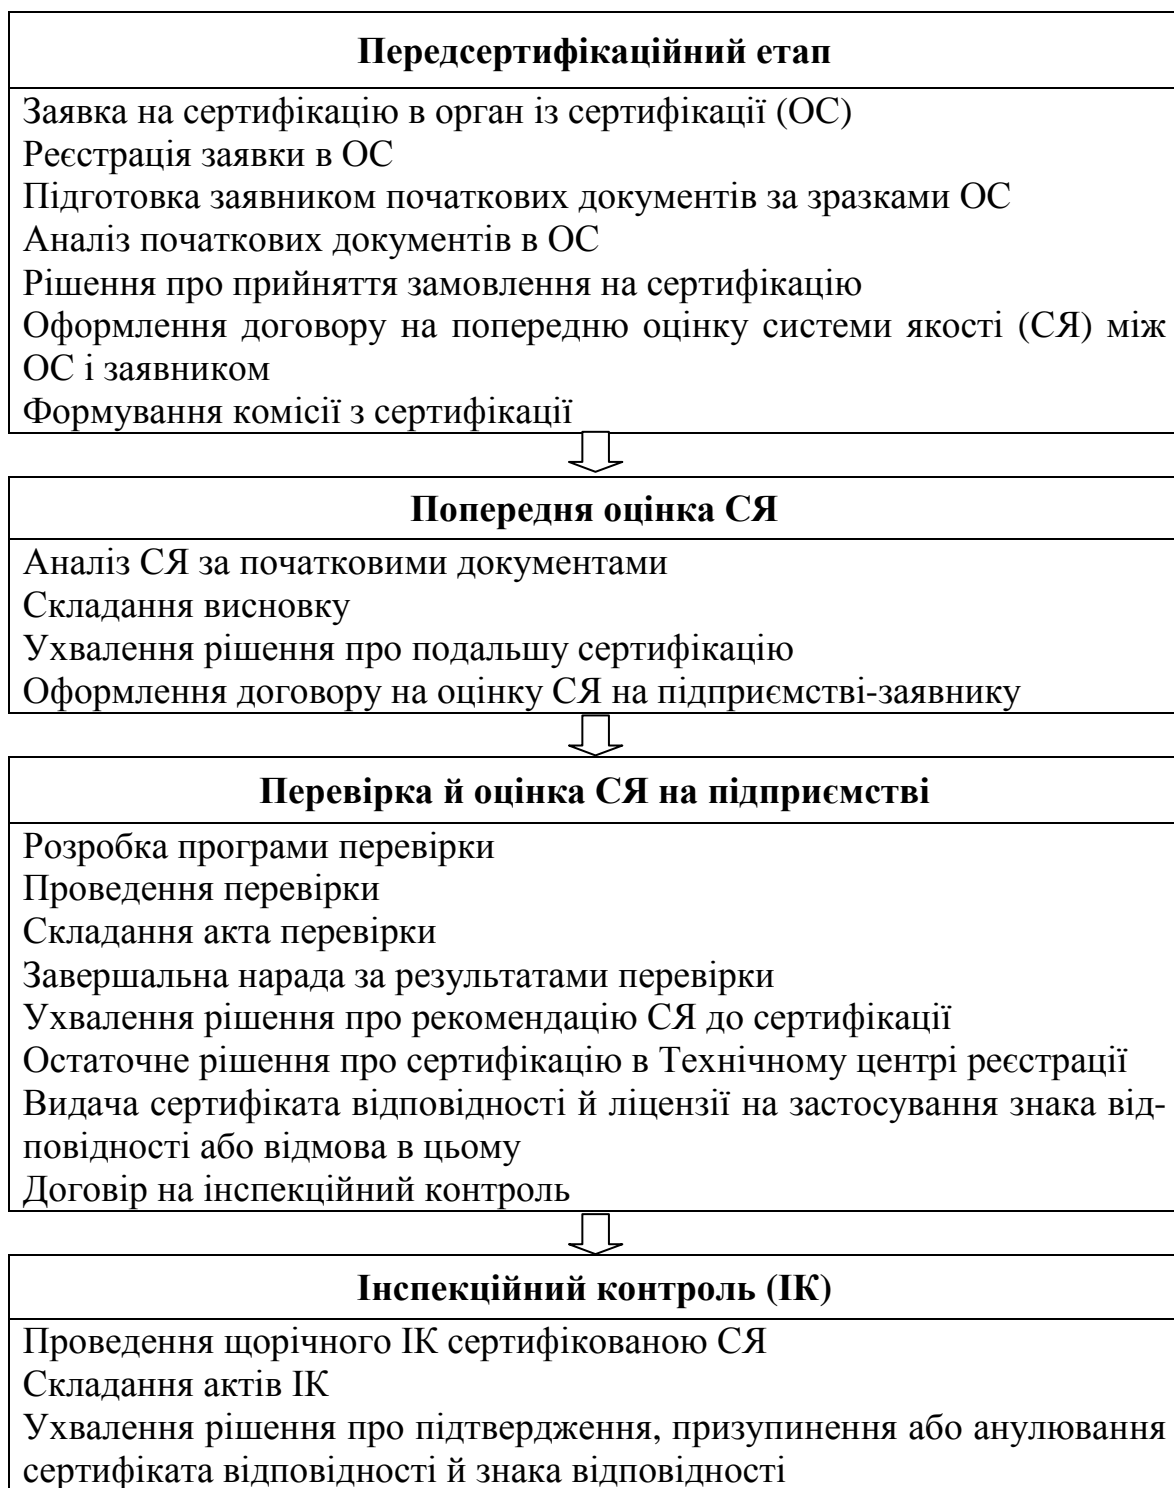 Передсертифікаційний етап
Заявка на сертифікацію в орган із сертифікації (ОС)
Реєстрація заявки в ОС
Підготовка заявником початкових документів за зразками ОС
Аналіз початкових документів в ОС
Рішення про прийняття замовлення на сертифікацію
Оформлення договору на попередню оцінку системи якості (СЯ) між
ОС і заявником
Формування комісії з сертифікації
Попередня оцінка СЯ
Аналіз СЯ за початковими документами
Складання висновку
Ухвалення рішення про подальшу сертифікацію
Оформлення договору на оцінку СЯ на підприємстві-заявнику
Перевірка й оцінка СЯ на підприємстві
Розробка програми перевірки
Проведення перевірки
Складання акта перевірки
Завершальна нарада за результатами перевірки
Ухвалення рішення про рекомендацію СЯ до сертифікації
Остаточне рішення про сертифікацію в Технічному центрі реєстрації
Видача сертифіката відповідності й ліцензії на застосування знака від-
повідності або відмова в цьому
Договір на інспекційний контроль
Інспекційний контроль (ІК)
Проведення щорічного ІК сертифікованою СЯ
Складання актів ІК
Ухвалення рішення про підтвердження, призупинення або анулювання
сертифіката відповідності й знака відповідності